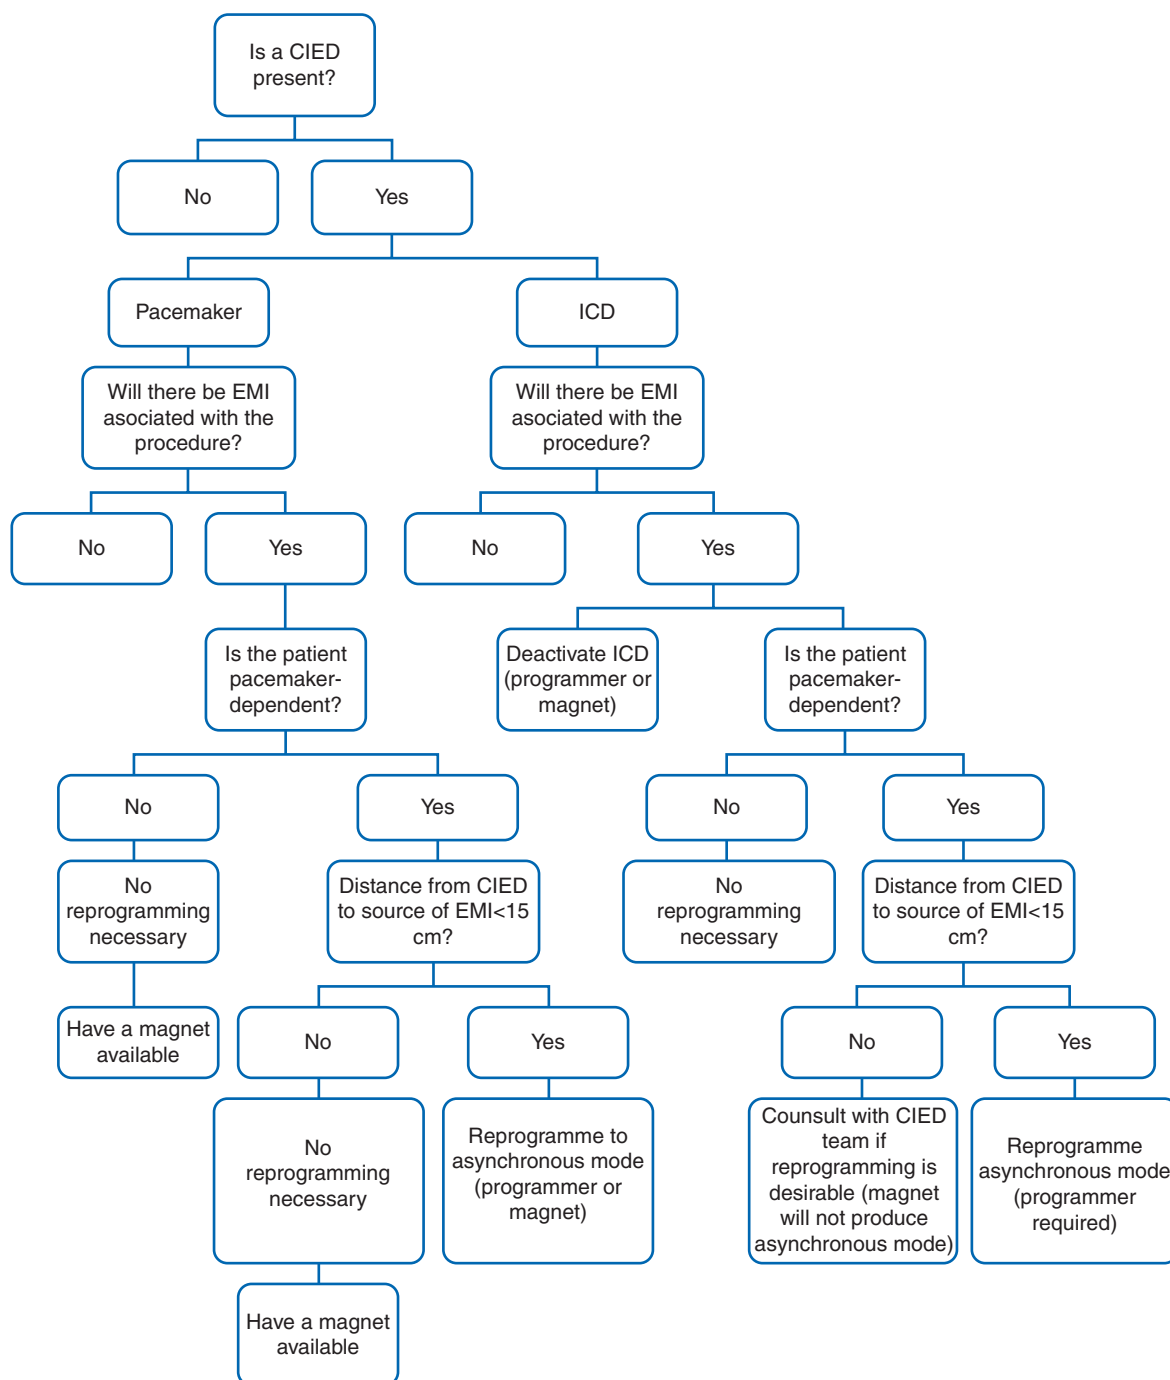 Is a CIED
present?
No
Yes
Pacemaker
ICD
Will there be EMI
asociated with the
procedure?
Will there be EMI
asociated with the
procedure?
No
Yes
No
Yes
Is the patient
pacemaker-
dependent?
Deactivate ICD
(programmer or
magnet)
Is the patient
pacemaker-
dependent?
No
Yes
No
Yes
No
reprogramming
necessary
Distance from CIED
to source of EMI<15
cm?
No
reprogramming
necessary
Distance from CIED
to source of EMI<15
cm?
Have a magnet
available
No
Yes
No
Yes
No
reprogramming
necessary
Reprogramme to
asynchronous mode
(programmer or
magnet)
Counsult with CIED
team if
reprogramming is
desirable (magnet
will not produce
asynchronous mode)
Reprogramme
asynchronous mode
(programmer
required)
Have a magnet
available